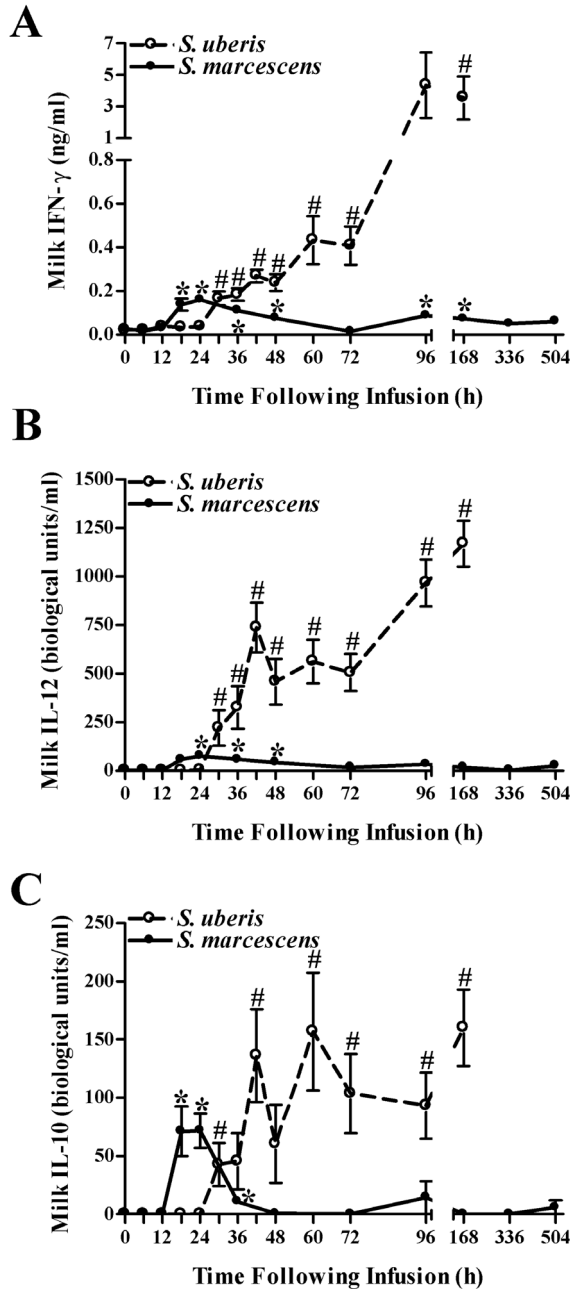 A
S. uberis
S. marcescens
Milk IFN-γ (ng/ml)
7
5
3
1
0.8
0.6
0.4
0.2
0.0
# # # # # # #
* * * * * *
0 12 24 36 48 60 72 96 168 336 504
Time Following Infusion (h)
B
S. uberis
S. marcescens
Milk IL-12 (biological units/ml)
1500
1250
1000
750
500
250
0
# # # # # # # #
* * *
0 12 24 36 48 60 72 96 168 336 504
Time Following Infusion (h)
C
S. uberis
S. marcescens
Milk IL-10 (biological units/ml)
250
200
150
100
50
0
# # # # # #
* * *
0 12 24 36 48 60 72 96 168 336 504
Time Following Infusion (h)